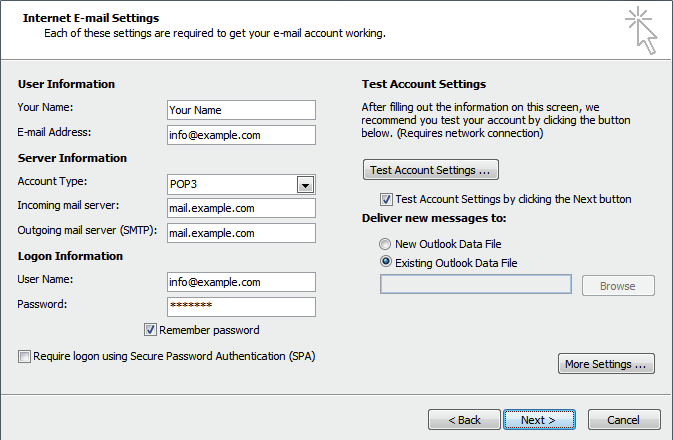 Internet E-mail Settings
Each of these settings are required to get your e-mail account working.
User Information
Your Name:
Your Name
E-mail Address:
info@example.com
Server Information
Account Type:
POP3
Incoming mail server:
mail.example.com
Outgoing mail server (SMTP):
mail.example.com
Logon Information
User Name:
info@example.com
Password:
*******
Remember password
Require logon using Secure Password Authentication (SPA)
Test Account Settings
After filling out the information on this screen, we
recommend you test your account by clicking the button
below. (Requires network connection)
Test Account Settings ...
Test Account Settings by clicking the Next button
Deliver new messages to:
New Outlook Data File
Existing Outlook Data File
Browse
More Settings ...
< Back
Next >
Cancel